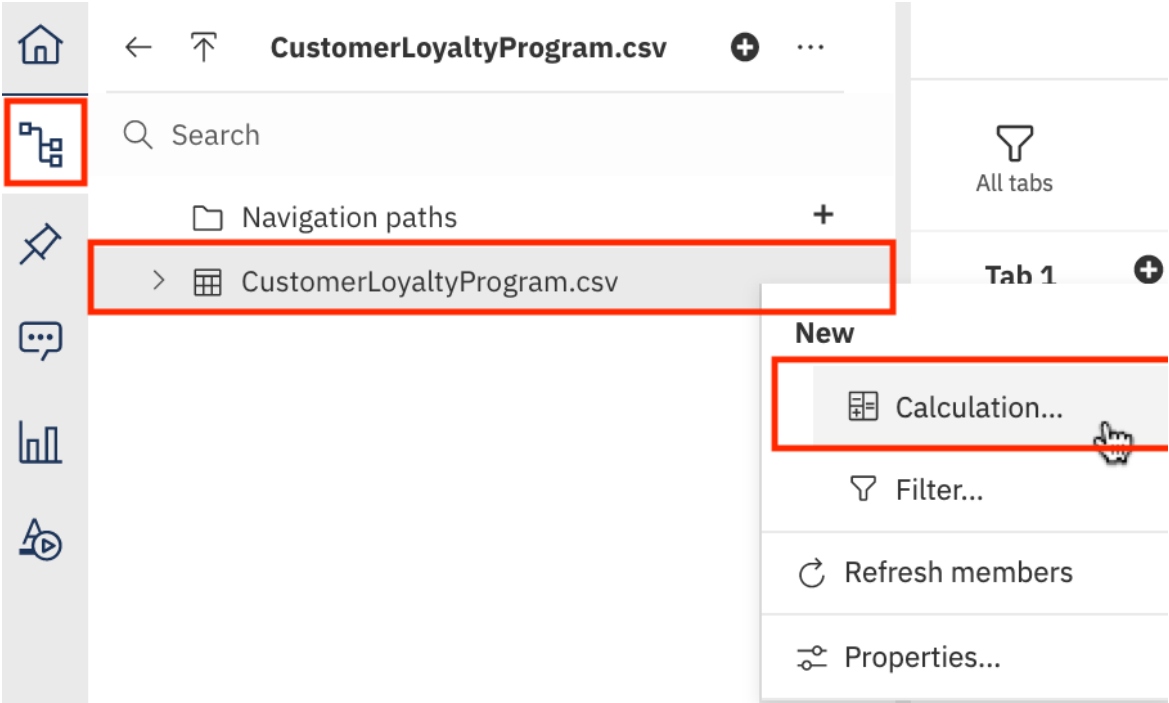 CustomerLoyaltyProgram.csv
Search
All tabs
Navigation paths
CustomerLoyaltyProgram.csv
Tab 1
New
Calculation...
Filter...
Refresh members
Properties...